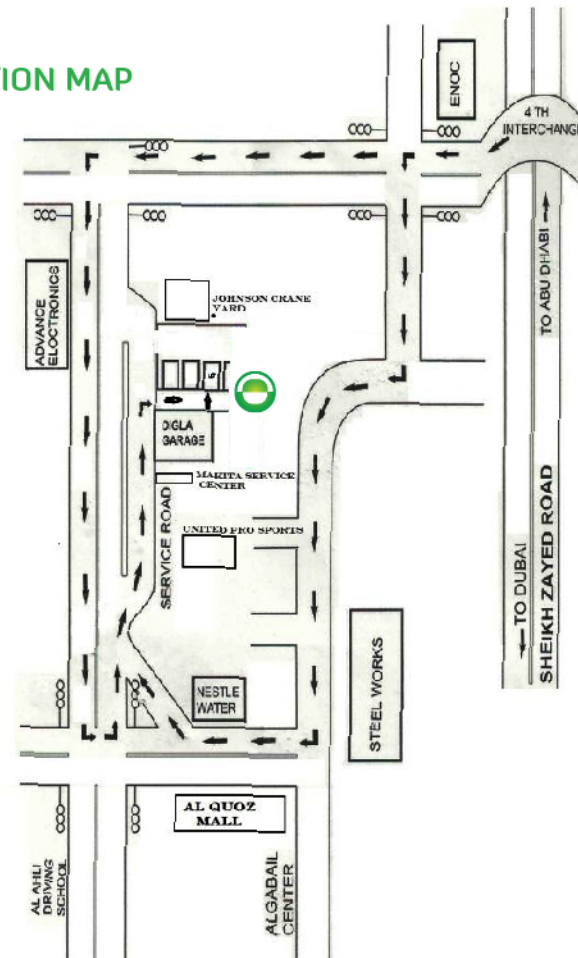 TION MAP
ENOC
4 TH
INTERCHANGE
TO ABU DHABI
ADVANCE
ELOCTRONICS
JOHNSON CRANE
YARD
DIGLA
GARAGE
MAKITA SERVICE
CENTER
SERVICE ROAD
UNITED PRO SPORTS
SHEIKH ZAYED ROAD
TO DUBAI
STEEL WORKS
NESTLE
WATER
AL QUOZ
MALL
AL AHLI
DRIVING
SCHOOL
ALGABAIL
CENTER